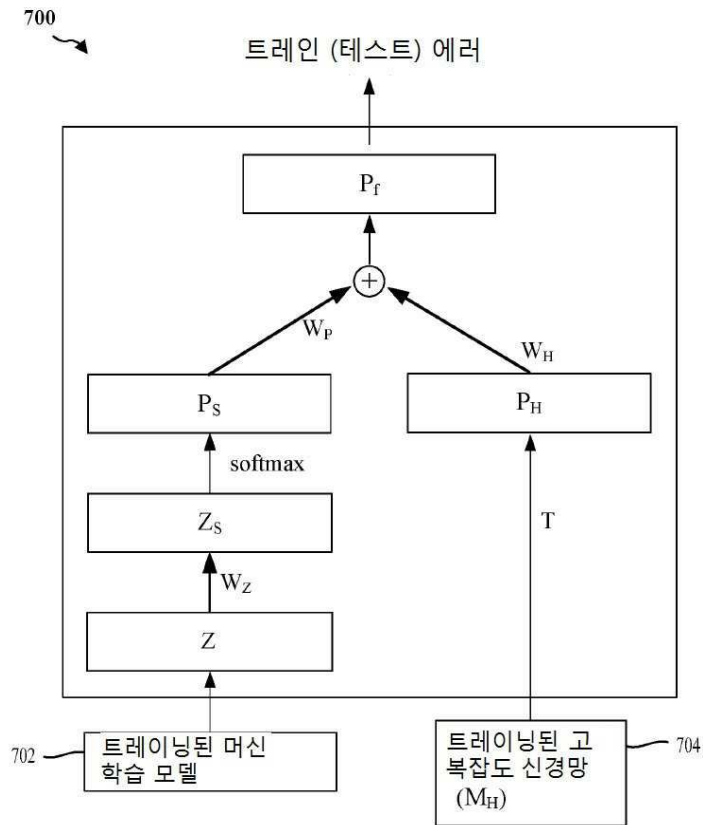 700
트레인 (테스트) 에러
P_f
+
W_P
W_H
P_S
P_H
softmax
Z_S
T
W_Z
Z
702
트레이닝된 머신
학습 모델
트레이닝된 고
복잡도 신경망
(M_H)
704